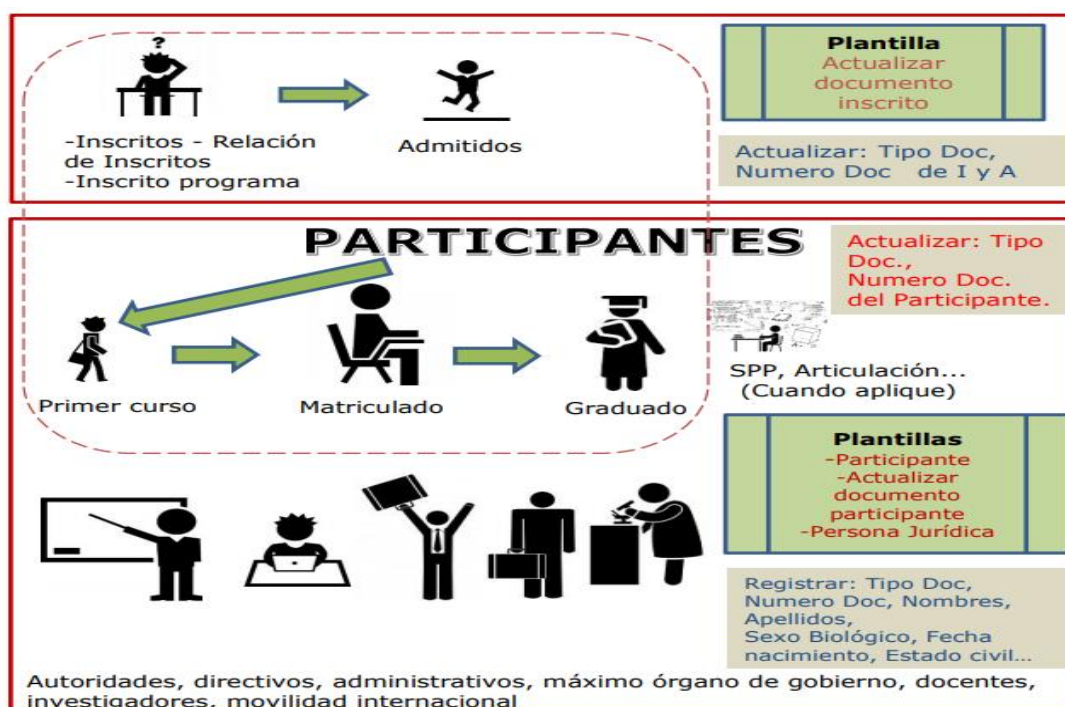 ?
-Inscritos - Relación
de Inscritos
-Inscrito programa
Admitidos
Plantilla
Actualizar
documento
inscrito
Actualizar: Tipo Doc,
Numero Doc de I y A
PARTICIPANTES
Actualizar: Tipo
Doc.,
Numero Doc.
del Participante.
Primer curso
Matriculado
Graduado
SPP, Articulación...
(Cuando aplique)
Plantillas
-Participante
-Actualizar
documento
participante
-Persona Jurídica
Registrar: Tipo Doc,
Numero Doc, Nombres,
Apellidos,
Sexo Biológico, Fecha
nacimiento, Estado civil...
Autoridades, directivos, administrativos, máximo órgano de gobierno, docentes,
investigadores, movilidad internacional